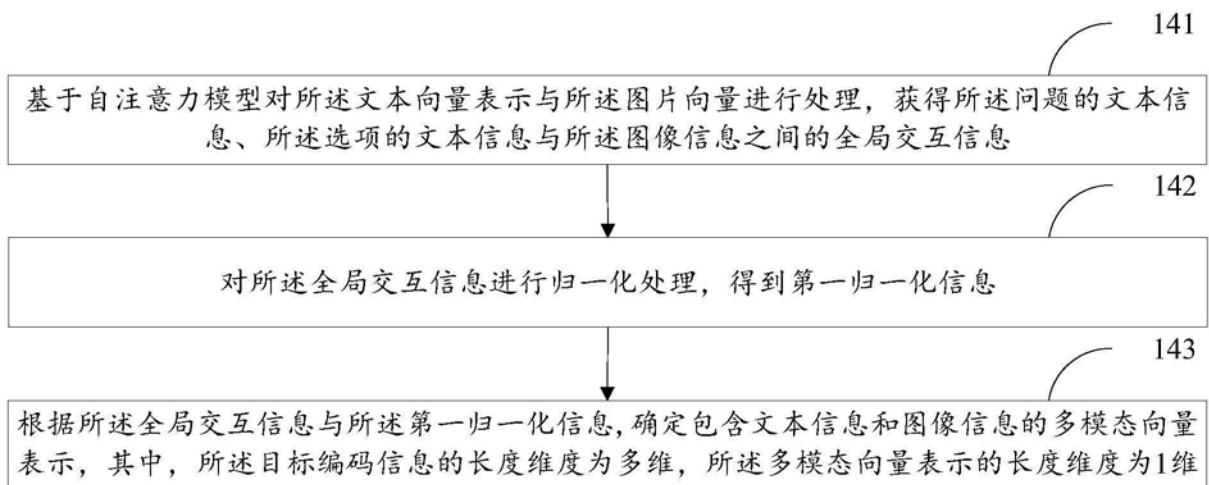 141
基于自注意力模型对所述文本向量表示与所述图片向量进行处理，获得所述问题的文本信
息、所述选项的文本信息与所述图像信息之间的全局交互信息
142
对所述全局交互信息进行归一化处理，得到第一归一化信息
143
根据所述全局交互信息与所述第一归一化信息,确定包含文本信息和图像信息的多模态向量
表示，其中，所述目标编码信息的长度维度为多维，所述多模态向量表示的长度维度为1维